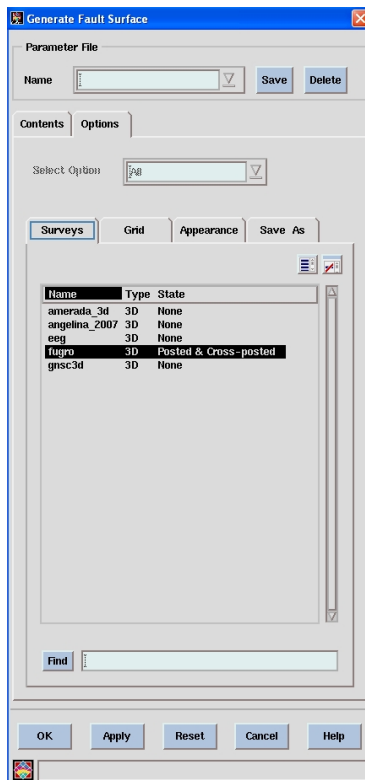 Generate Fault Surface
Parameter File
Name Save Delete
Contents Options
Select Option All
Surveys Grid Appearance Save As
Name Type State
amerada_3d 3D None
angelina_2007 3D None
eeg 3D None
fugro 3D Posted & Cross-posted
gnsc3d 3D None
Find
OK Apply Reset Cancel Help